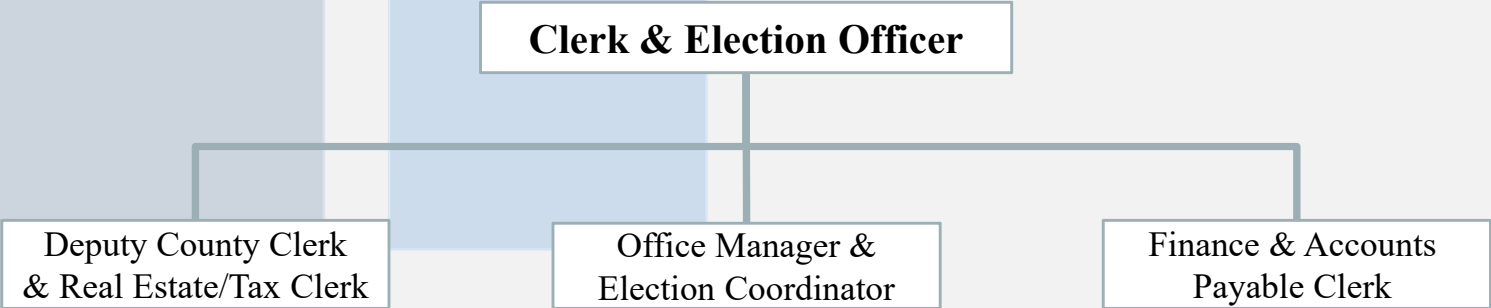 Clerk & Election Officer
Deputy County Clerk
& Real Estate/Tax Clerk
Office Manager &
Election Coordinator
Finance & Accounts
Payable Clerk